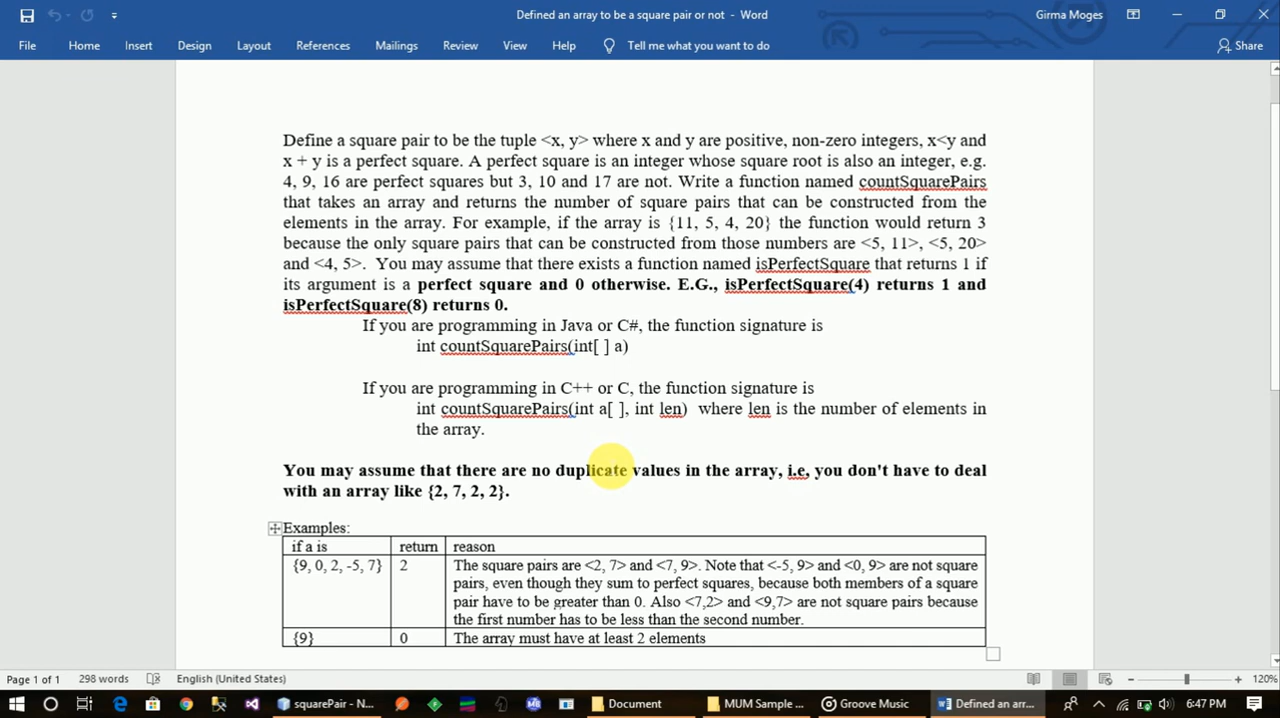 Defined an array to be a square pair or not - Word
Girma Moges
File Home Insert Design Layout References Mailings Review View Help Tell me what you want to do Share
Define a square pair to be the tuple <x, y> where x and y are positive, non-zero integers, x<y and
x + y is a perfect square. A perfect square is an integer whose square root is also an integer, e.g.
4, 9, 16 are perfect squares but 3, 10 and 17 are not. Write a function named countSquarePairs
that takes an array and returns the number of square pairs that can be constructed from the
elements in the array. For example, if the array is {11, 5, 4, 20} the function would return 3
because the only square pairs that can be constructed from those numbers are <5, 11>, <5, 20>
and <4, 5>. You may assume that there exists a function named isPerfectSquare that returns 1 if
its argument is a perfect square and 0 otherwise. E.G., isPerfectSquare(4) returns 1 and
isPerfectSquare(8) returns 0.
If you are programming in Java or C#, the function signature is
int countSquarePairs(int[ ] a)
If you are programming in C++ or C, the function signature is
int countSquarePairs(int a[ ], int len) where len is the number of elements in
the array.
You may assume that there are no duplicate values in the array, i.e, you don't have to deal
with an array like {2, 7, 2, 2}.
Examples:
if a is return reason
{9, 0, 2, -5, 7} 2 The square pairs are <2, 7> and <7, 9>. Note that <-5, 9> and <0, 9> are not square
pairs, even though they sum to perfect squares, because both members of a square
pair have to be greater than 0. Also <7,2> and <9,7> are not square pairs because
the first number has to be less than the second number.
{9} 0 The array must have at least 2 elements
Page 1 of 1 298 words English (United States) 120%
squarePair - N... Document MUM Sample ... Groove Music Defined an arr... 6:47 PM